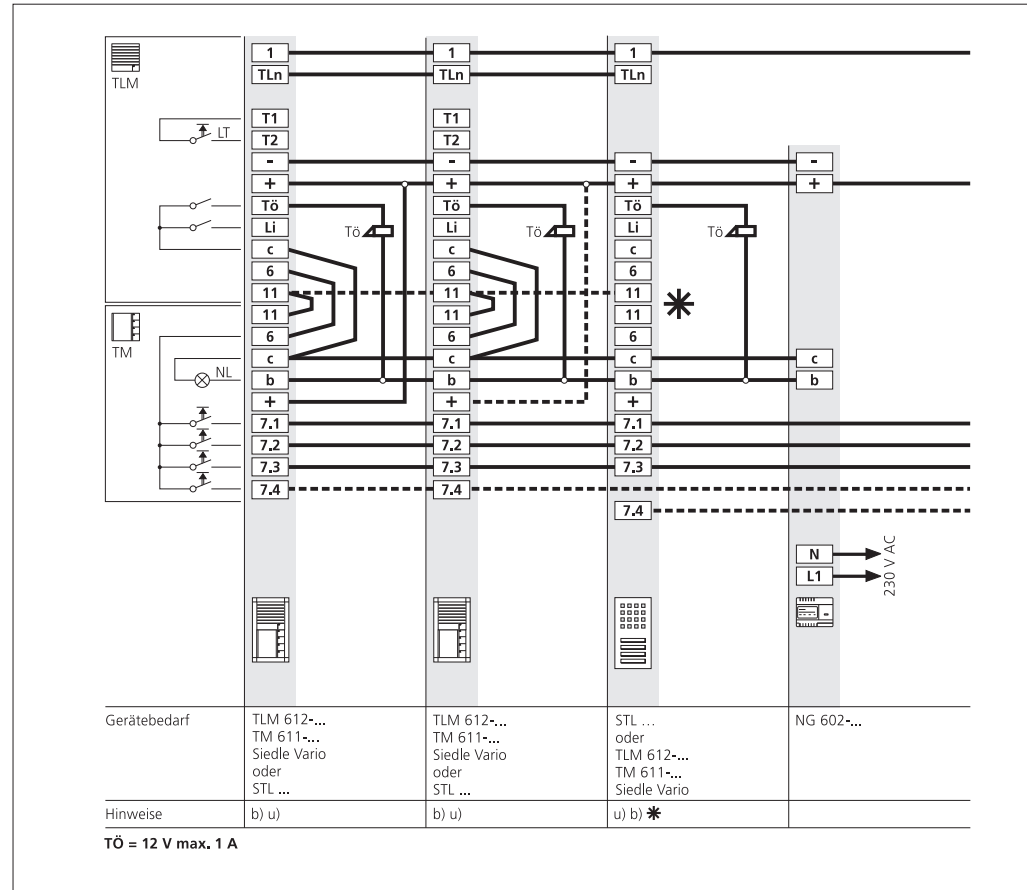 1 1 1
TLn TLn TLn
TLM
T1 T1
LT
T2 T2
- - - -
+ + + +
Tö Tö Tö
Li Tö Li Tö Li Tö
c c c
6 6 6
11 11 11
11 11 11
6 6 6
TM
c c c c
NL
b b b b
+ + +
7.1 7.1 7.1
7.2 7.2 7.2
7.3 7.3 7.3
7.4 7.4
7.4
N
L1
230 V AC
Gerätebedarf
TLM 612-...
TM 611-...
Siedle Vario
oder
STL ...
TLM 612-...
TM 611-...
Siedle Vario
oder
STL ...
STL ...
oder
TLM 612-...
TM 611-...
Siedle Vario
NG 602-...
Hinweise b) u) b) u) u) b) ✱
TÖ = 12 V max. 1 A